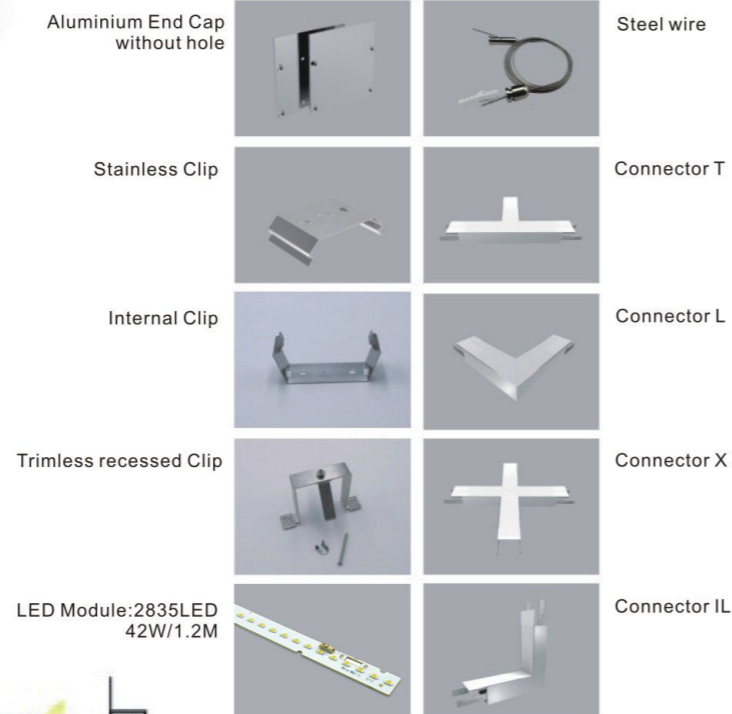 Aluminium End Cap
without hole
Steel wire
Stainless Clip
Connector T
Internal Clip
Connector L
Trimless recessed Clip
Connector X
LED Module:2835LED
42W/1.2M
Connector IL